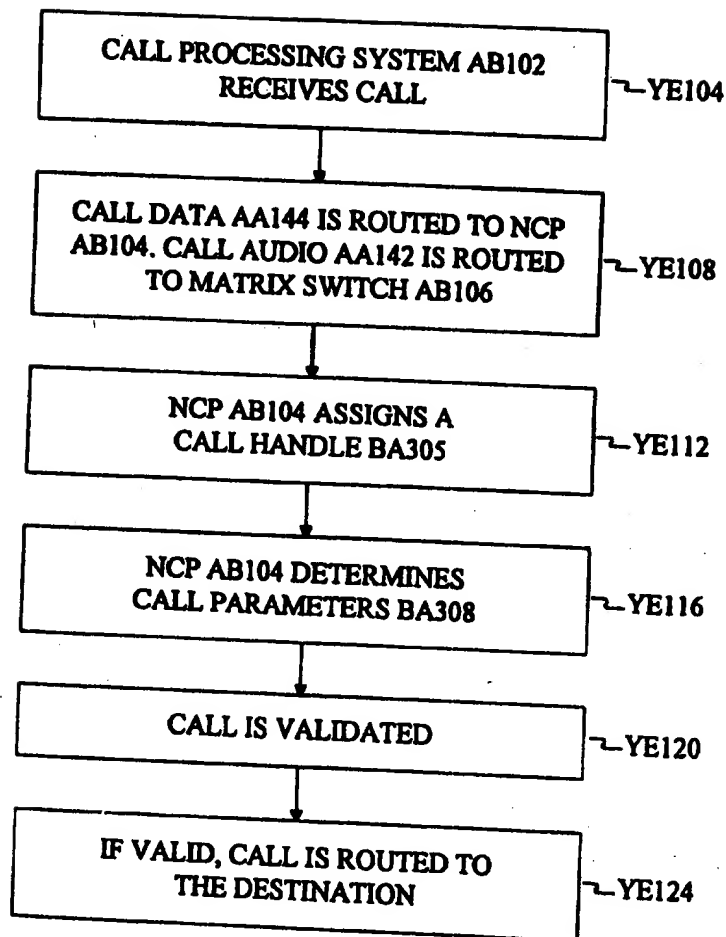 CALL PROCESSING SYSTEM AB102
RECEIVES CALL
YE104
CALL DATA AA144 IS ROUTED TO NCP
AB104. CALL AUDIO AA142 IS ROUTED
TO MATRIX SWITCH AB106
YE108
NCP AB104 ASSIGNS A
CALL HANDLE BA305
YE112
NCP AB104 DETERMINES
CALL PARAMETERS BA308
YE116
CALL IS VALIDATED
YE120
IF VALID, CALL IS ROUTED TO
THE DESTINATION
YE124